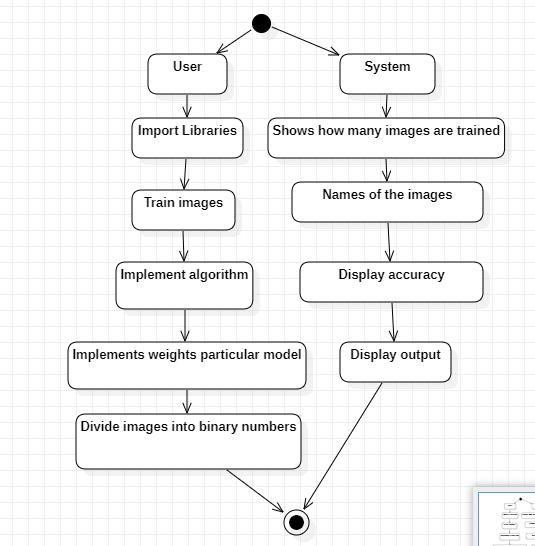 User
System
Import Libraries
Shows how many images are trained
Train images
Names of the images
Implement algorithm
Display accuracy
Implements weights particular model
Display output
Divide images into binary numbers